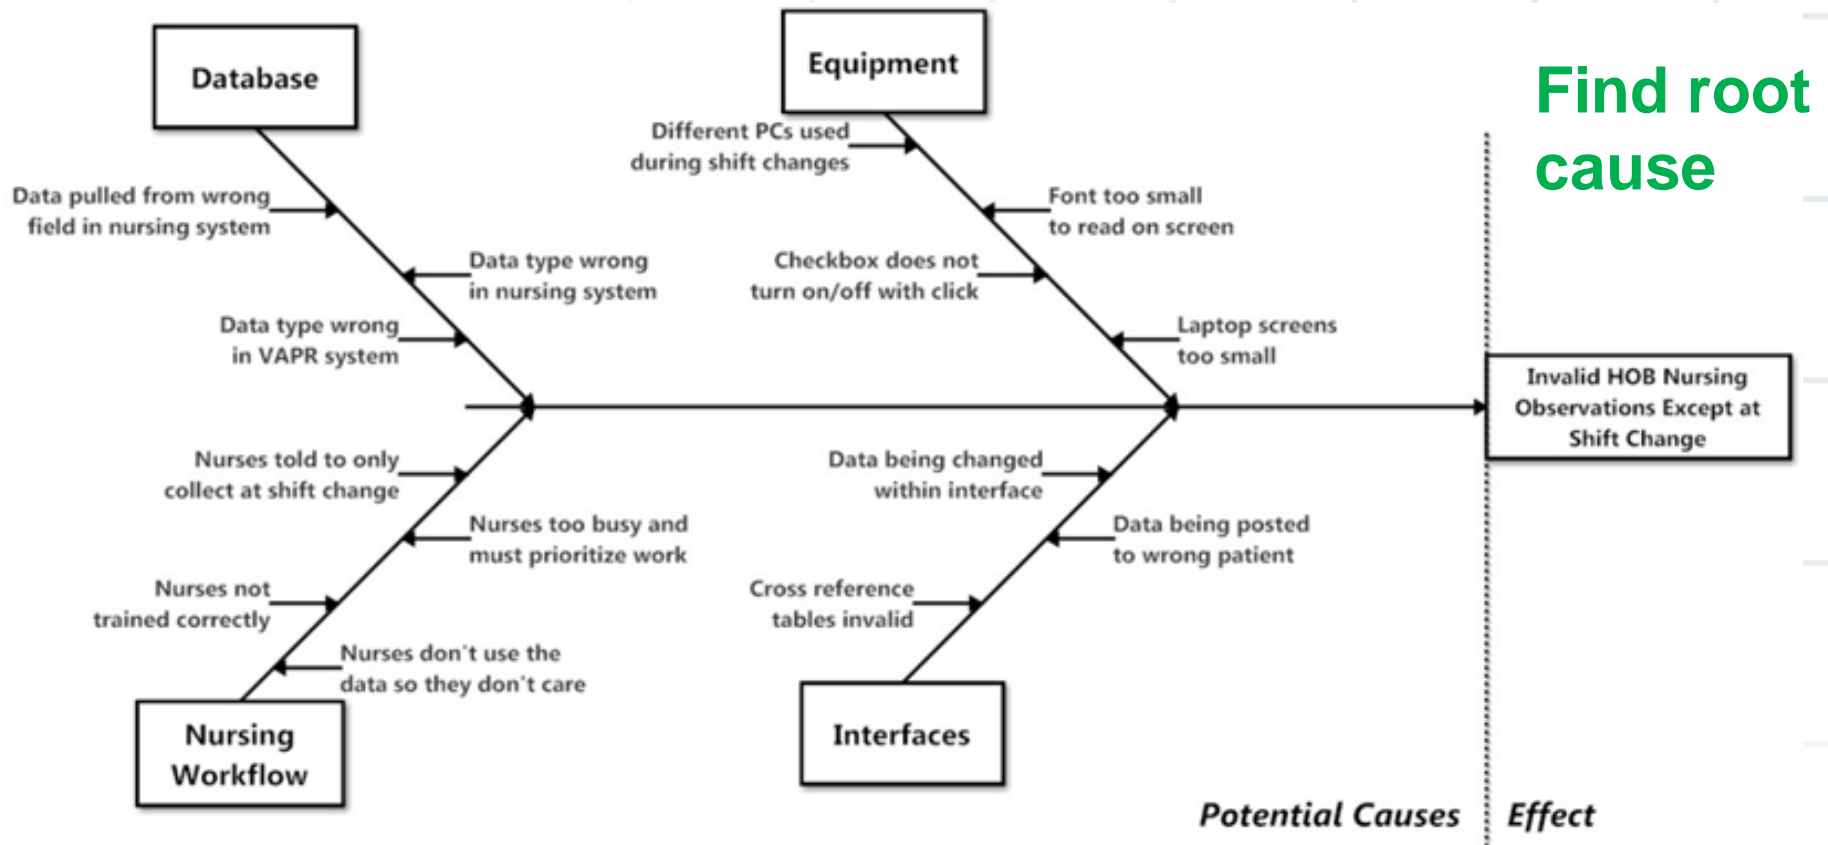 Database
Equipment
Find root
cause
Different PCs used
during shift changes
Data pulled from wrong
field in nursing system
Font too small
to read on screen
Data type wrong
in nursing system
Checkbox does not
turn on/off with click
Data type wrong
in VAPR system
Laptop screens
too small
Invalid HOB Nursing
Observations Except at
Shift Change
Nurses told to only
collect at shift change
Data being changed
within interface
Nurses too busy and
must prioritize work
Data being posted
to wrong patient
Nurses not
trained correctly
Cross reference
tables invalid
Nurses don't use the
data so they don't care
Nursing
Workflow
Interfaces
Potential Causes
Effect